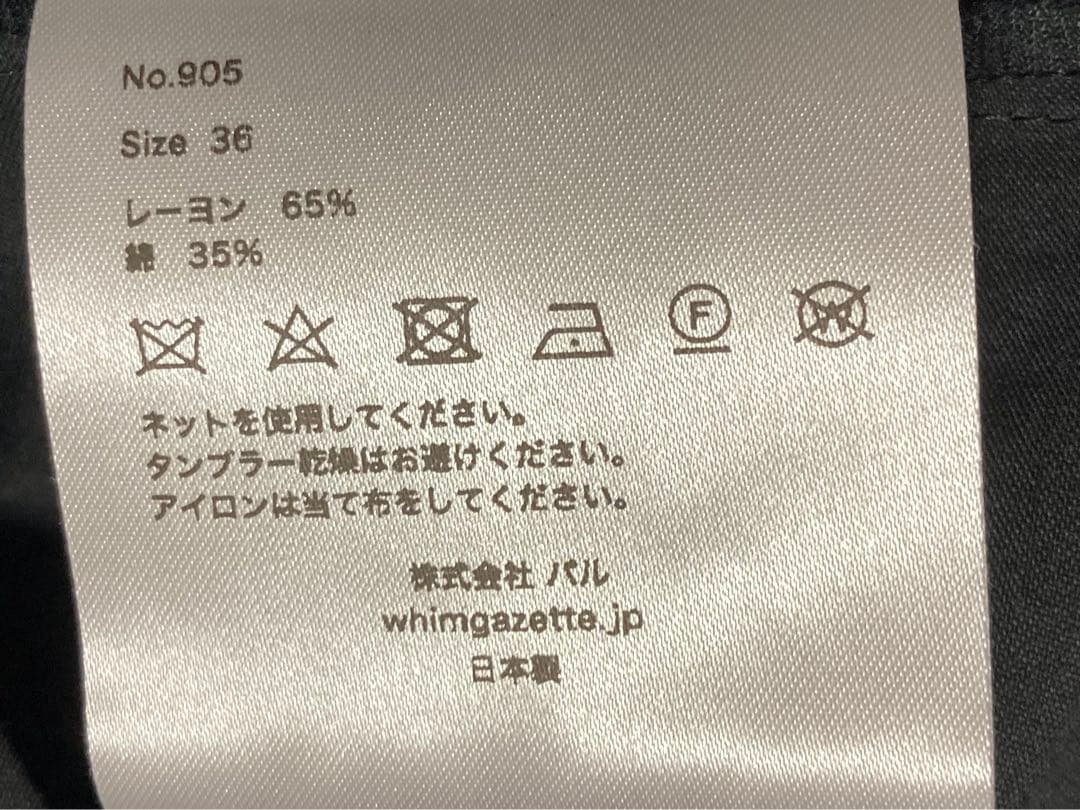 No.905
Size 36
レーヨン 65%
綿 35%
F W
ネットを使用してください。
タンブラー乾燥はお避けください。
アイロンは当て布をしてください。
株式会社 パル
whimgazette.jp
日本製